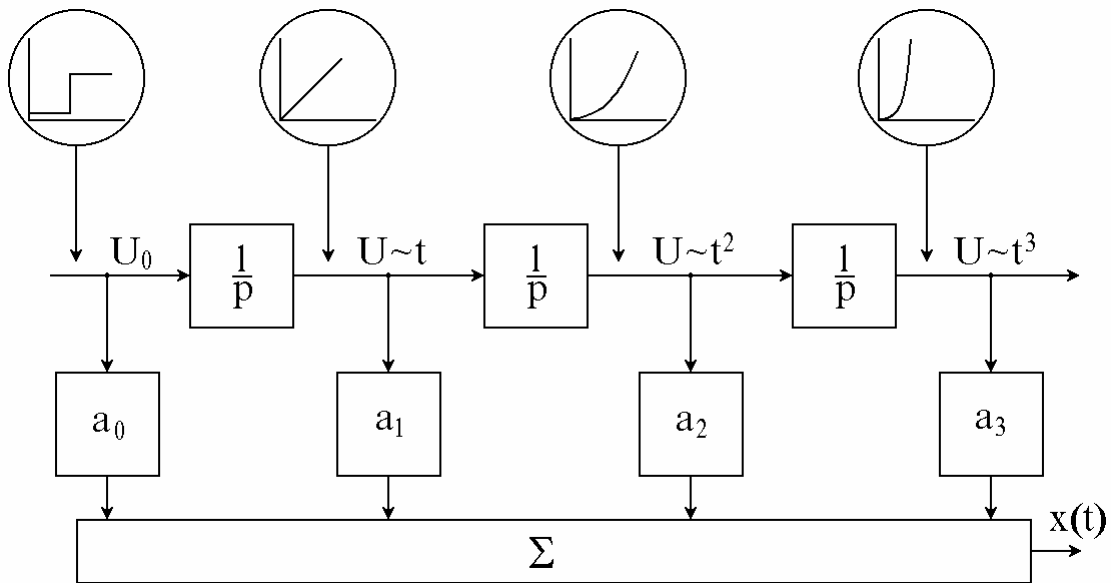 U₀ 1/p U~t 1/p U~t² 1/p U~t³
a₀ a₁ a₂ a₃
x(t)
Σ